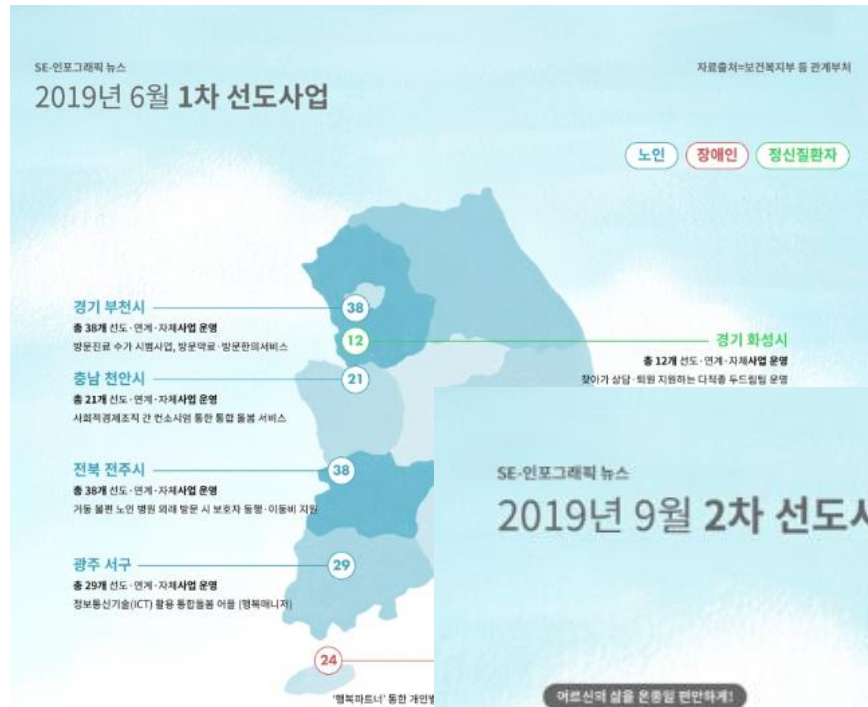 SE-인포그래픽 뉴스
자료출처=보건복지부 등 관계부처
2019년 6월 1차 선도사업
노인 장애인 정신질환자
경기 부천시
38
총 38개 선도·연계·자체사업 운영
방문진료 수가 시범사업, 방문약료·방문한의서비스
12
경기 화성시
총 12개 선도·연계·자체사업 운영
찾아가 상담·퇴원 지원하는 다직종 두드림팀 운영
충남 천안시
21
총 21개 선도·연계·자체사업 운영
사회적경제조직 간 컨소시엄 통한 통합 돌봄 서비스
전북 전주시
38
총 38개 선도·연계·자체사업 운영
거동 불편 노인 병원 외래 방문 시 보호자 동행·이동비 지원
광주 서구
29
총 29개 선도·연계·자체사업 운영
정보통신기술(ICT) 활용 통합돌봄 어플 [행복매니저]
24
'행복파트너' 통한 개인별
SE-인포그래픽 뉴스
2019년 9월 2차 선도사
어르신의 삶을 온종일 편안하게!